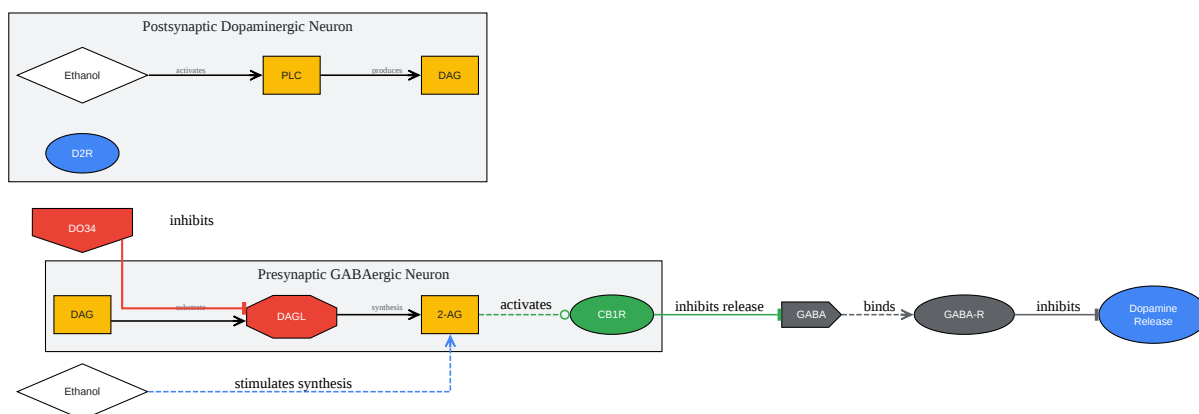 Postsynaptic Dopaminergic Neuron
Ethanol
activates
PLC
produces
DAG
D2R
DO34
inhibits
Presynaptic GABAergic Neuron
DAG
substrate
DAGL
synthesis
2-AG
activates
CB1R
inhibits release
GABA
binds
GABA-R
inhibits
Dopamine
Release
Ethanol
stimulates synthesis